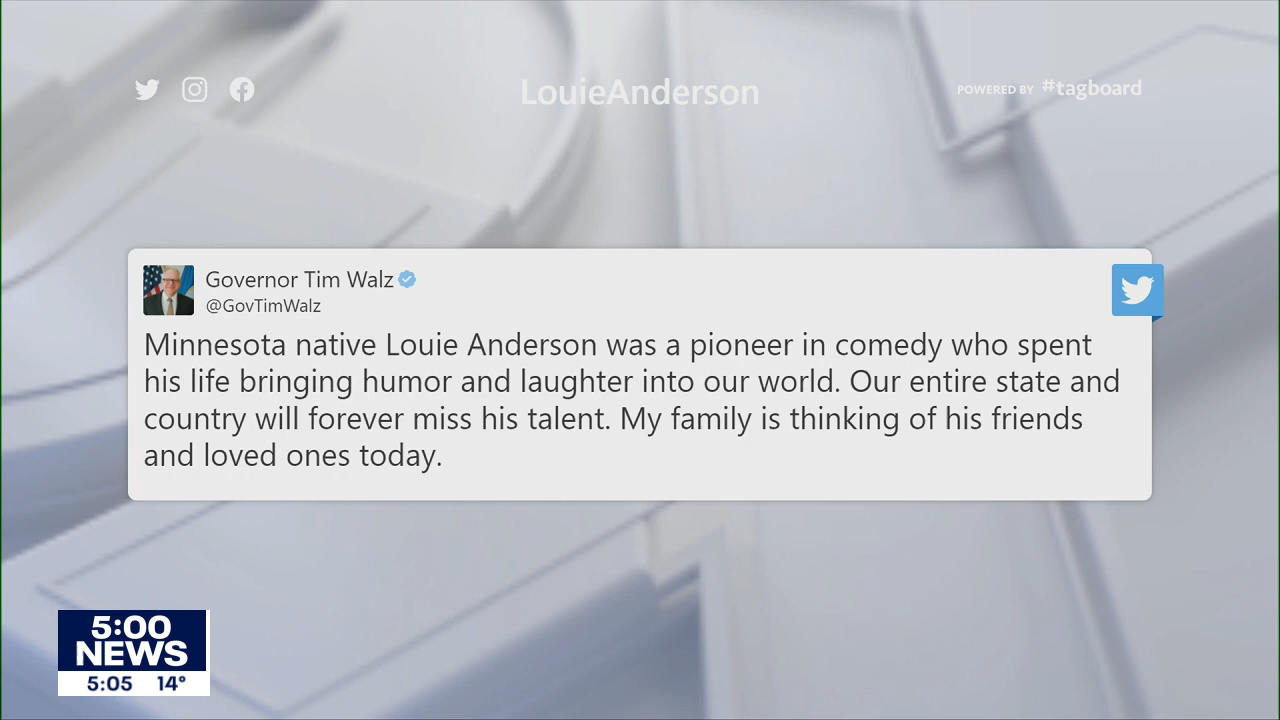 LouieAnderson
POWERED BY #tagboard
Governor Tim Walz
@GovTimWalz
Minnesota native Louie Anderson was a pioneer in comedy who spent
his life bringing humor and laughter into our world. Our entire state and
country will forever miss his talent. My family is thinking of his friends
and loved ones today.
5:00
NEWS
5:05 14°